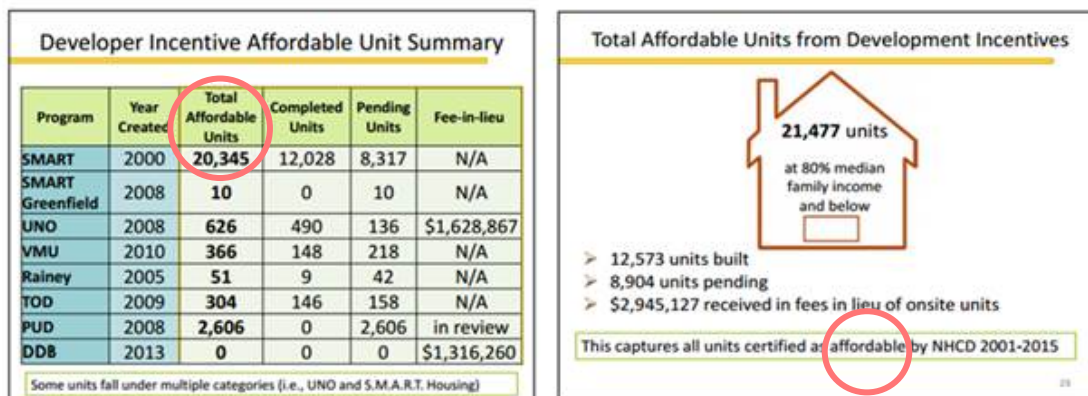 Developer Incentive Affordable Unit Summary
Program Year Created Total Affordable Units Completed Units Pending Units Fee-in-lieu
SMART 2000 20,345 12,028 8,317 N/A
SMART Greenfield 2008 10 0 10 N/A
UNO 2008 626 490 136 $1,628,867
VMU 2010 366 148 218 N/A
Rainey 2005 51 9 42 N/A
TOD 2009 304 146 158 N/A
PUD 2008 2,606 0 2,606 in review
DDB 2013 0 0 0 $1,316,260
Some units fall under multiple categories (i.e., UNO and S.M.A.R.T. Housing)
Total Affordable Units from Development Incentives
21,477 units
at 80% median
family income
and below
12,573 units built
8,904 units pending
$2,945,127 received in fees in lieu of onsite units
This captures all units certified as affordable by NHCD 2001-2015